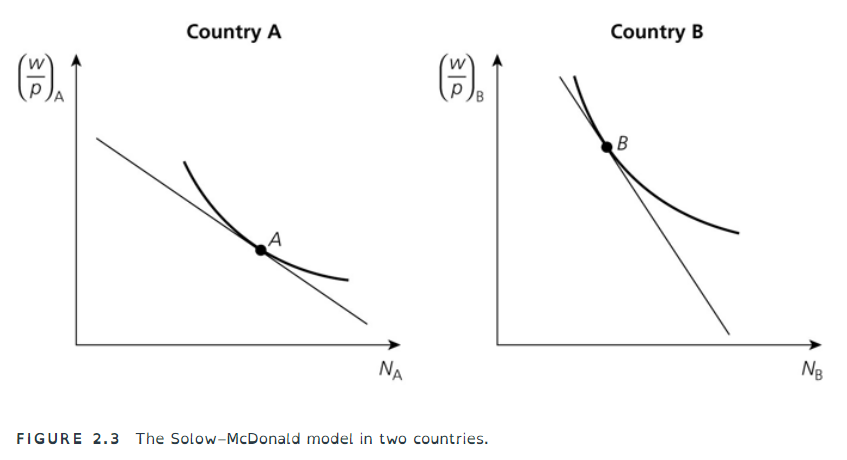 Country A
Country B
(w/p)A
(w/p)B
A
B
NA
NB
FIGURE 2.3 The Solow–McDonald model in two countries.